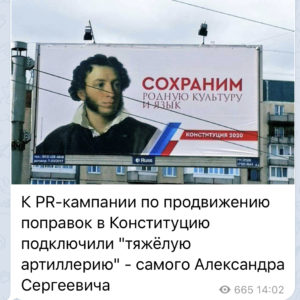 СОХРАНИМ
РОДНУЮ КУЛЬТУРУ
И ЯЗЫК
КОНСТИТУЦИЯ 2020
Russ
К PR-кампании по продвижению
поправок в Конституцию
подключили "тяжёлую
артиллерию" - самого Александра
Сергеевича
665 14:02